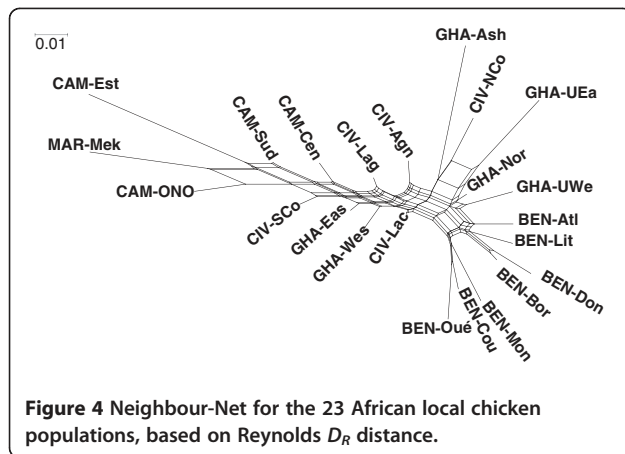 0.01
GHA-Ash
CIV-NCo
CAM-Est
GHA-UEa
CAM-Sud
CAM-Cen
CIV-Lag
CIV-Agn
MAR-Mek
GHA-Nor
CAM-ONO
GHA-UWe
CIV-SCo
GHA-Eas
GHA-Wes
CIV-Lac
BEN-Atl
BEN-Lit
BEN-Don
BEN-Bor
BEN-Mon
BEN-Cou
BEN-Oué
Figure 4 Neighbour-Net for the 23 African local chicken
populations, based on Reynolds D_R distance.